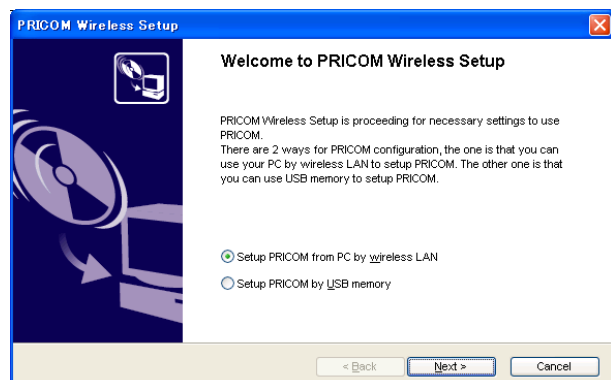 PRICOM Wireless Setup
Welcome to PRICOM Wireless Setup
PRICOM Wireless Setup is proceeding for necessary settings to use
PRICOM.
There are 2 ways for PRICOM configuration, the one is that you can
use your PC by wireless LAN to setup PRICOM. The other one is that
you can use USB memory to setup PRICOM.
Setup PRICOM from PC by wireless LAN
Setup PRICOM by USB memory
< Back Next > Cancel